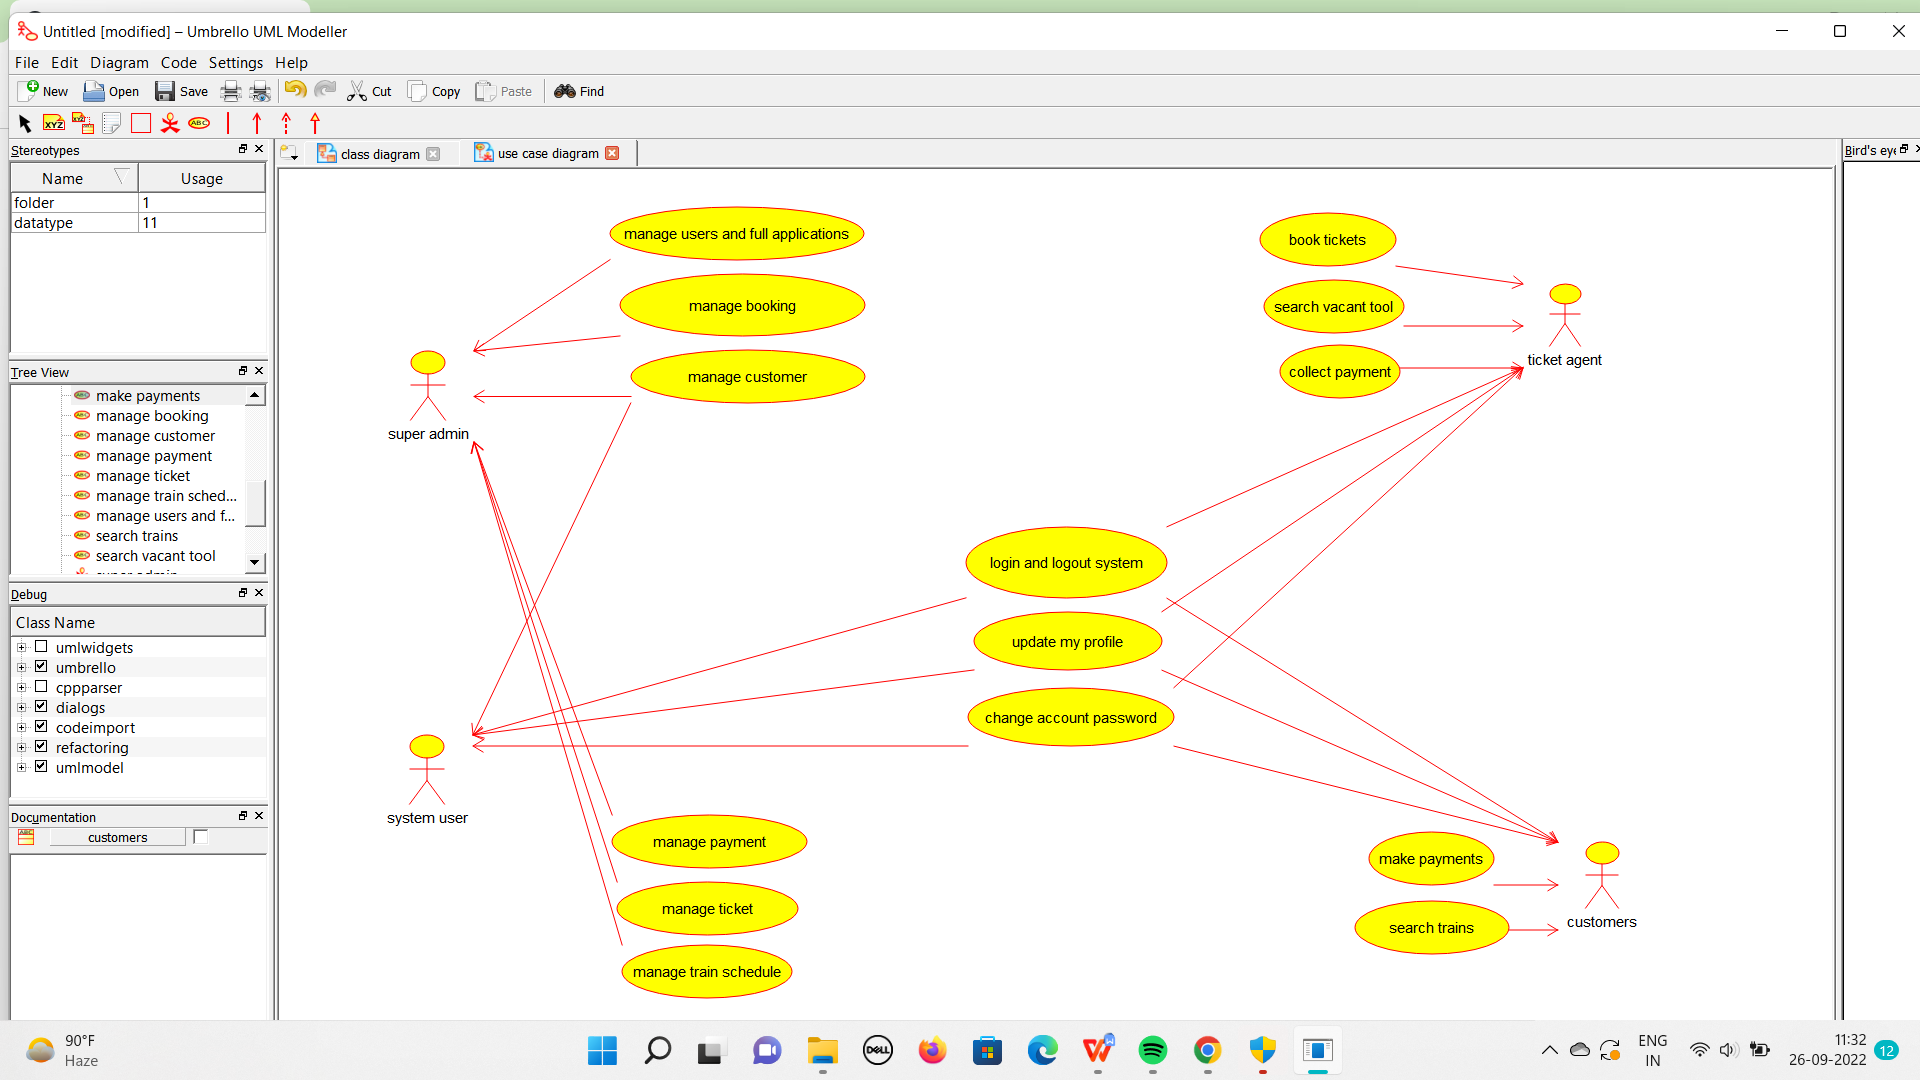 Untitled [modified] – Umbrello UML Modeller
File Edit Diagram Code Settings Help
New Open Save Cut Copy Paste Find
XYZ ABC
Stereotypes
Name Usage
folder 1
datatype 11
Tree View
make payments
manage booking
manage customer
manage payment
manage ticket
manage train sched...
manage users and f...
search trains
search vacant tool
Debug
Class Name
umlwidgets
umbrello
cppparser
dialogs
codeimport
refactoring
umlmodel
Documentation
customers
class diagram
use case diagram
Bird's eye
manage users and full applications
manage booking
manage customer
super admin
book tickets
search vacant tool
collect payment
ticket agent
login and logout system
update my profile
change account password
system user
manage payment
manage ticket
manage train schedule
make payments
search trains
customers
90°F
Haze
DELL
ENG
IN
11:32
26-09-2022
12